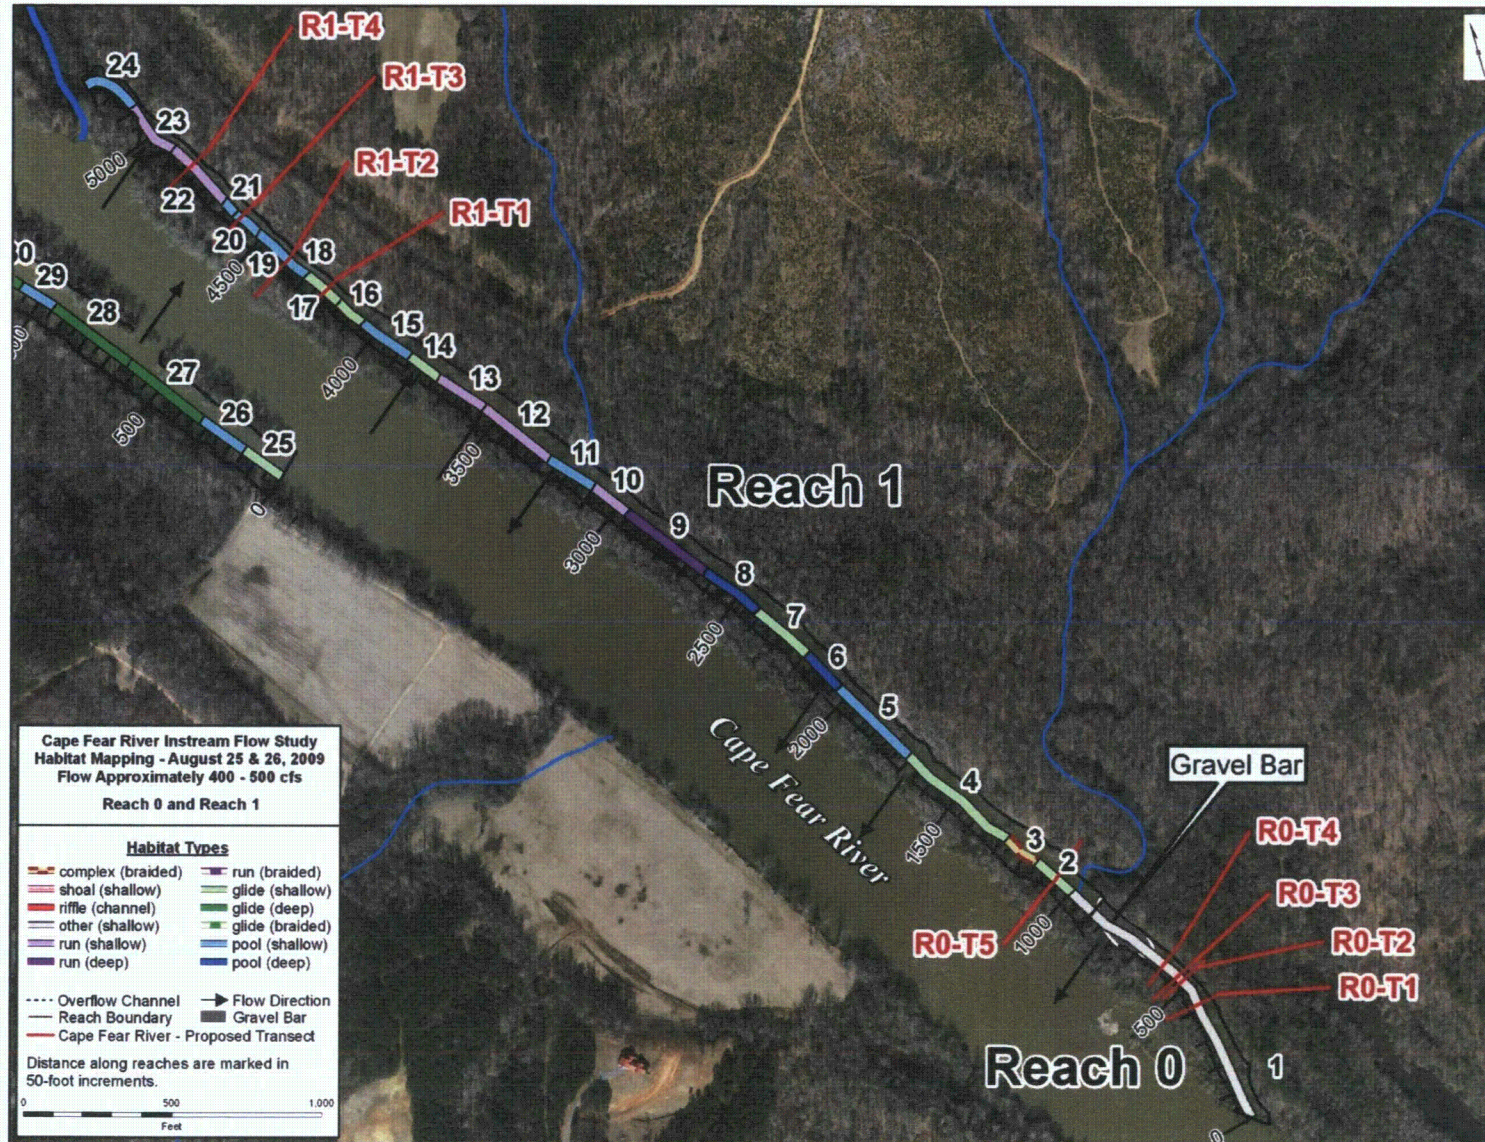 R1-T4
24
R1-T3
23
R1-T2
5000
22
21
R1-T1
20
18
19
4500
17
16
29
28
15
14
4000
27
13
500
26
12
25
3500
11
10
Reach 1
0
9
3000
8
7
2500
6
5
2000
Cape Fear River
Gravel Bar
4
1500
3
2
R0-T4
R0-T3
R0-T5
1000
R0-T2
R0-T1
500
Reach 0
1
0
Cape Fear River Instream Flow Study
Habitat Mapping - August 25 & 26, 2009
Flow Approximately 400 - 500 cfs
Reach 0 and Reach 1
Habitat Types
complex (braided)
shoal (shallow)
riffle (channel)
other (shallow)
run (shallow)
run (deep)
run (braided)
glide (shallow)
glide (deep)
glide (braided)
pool (shallow)
pool (deep)
Overflow Channel
Reach Boundary
Flow Direction
Gravel Bar
Cape Fear River - Proposed Transect
Distance along reaches are marked in
50-foot increments.
0 500 1,000
Feet